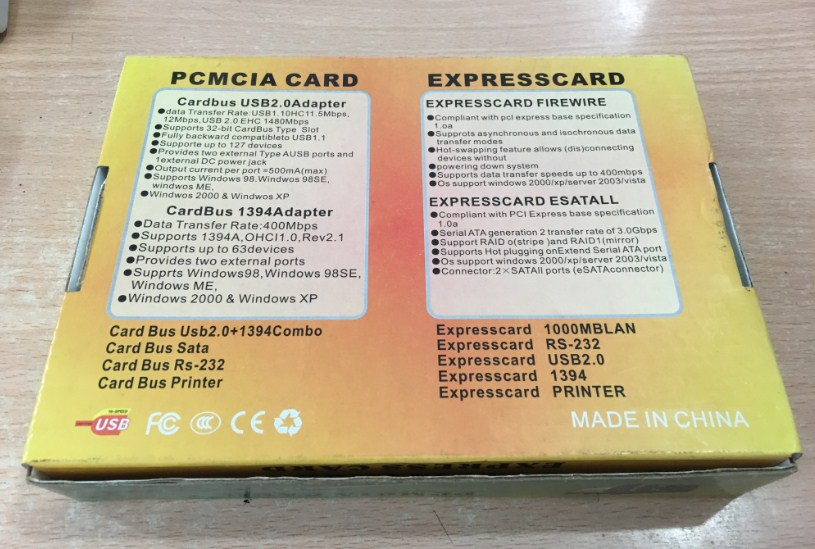 PCMCIA CARD
Cardbus USB2.0Adapter
●data Transfer Rate:USB1.10HC11.5Mbps,
12Mbps,USB 2.0 EHC 1480Mbps
●Supports 32-bit CardBus Type Slot
●Fully backward compatibleto USB1.1
●Supporte up to 127 devices
●Provides two external Type AUSB ports and
1external DC power jack
●Output current per port =500mA(max)
●Supports Windows 98.Windwos 98SE,
windwos ME,
●Windwos 2000 & Windwos XP
CardBus 1394Adapter
●Data Transfer Rate:400Mbps
●Supports 1394A,OHCI1.0,Rev2.1
●Supports up to 63devices
●Provides two external ports
●Supprts Windows98,Windows 98SE,
Windows ME,
●Windows 2000 & Windows XP
Card Bus Usb2.0+1394Combo
Card Bus Sata
Card Bus Rs-232
Card Bus Printer
EXPRESSCARD
EXPRESSCARD FIREWIRE
●Compliant with pcl express base specification
1.0a
●Suprots asynchronous and isochronous data
transfer modes
●Hot-swapping feature allows (dis)connecting
devices without
●powering down system
●Supports data transfer speeds up to 400mbps
●Os support windows 2000/xp/server 2003/vista
EXPRESSCARD ESATALL
●Compliant with PCI Express base specification
1.0a
●Serial ATA generation 2 transfer rate of 3.0Gbps
●Support RAID o(stripe )and RAID1(mirror)
●Supports Hot plugging onExtend Serial ATA port
●Os support windows 2000/xp/server 2003/vista
●Connector:2×SATAII ports (eSATAconnector)
Expresscard 1000MBLAN
Expresscard RS-232
Expresscard USB2.0
Expresscard 1394
Expresscard PRINTER
HI-SPEED
USB FC CCC CE
MADE IN CHINA
EXPRESS CARD